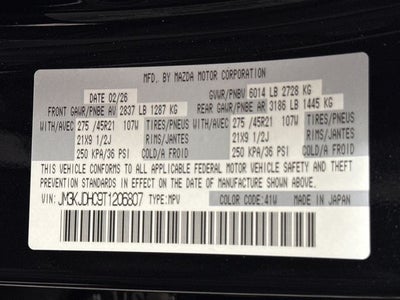 MFD. BY MAZDA MOTOR CORPORATION
DATE 02/26 GVWR/PNBV 6014 LB 2728 KG
FRONT GAWR/PNBE AV 2837 LB 1287 KG REAR GAWR/PNBE AR 3186 LB 1445 KG
WITH/AVEC 275 /45R21 107W TIRES/PNEUS WITH/AVEC 275 /45R21 107W TIRES/PNEUS
21X9 1/2J RIMS/JANTES 21X9 1/2J RIMS/JANTES
250 KPA/36 PSI COLD/A FROID 250 KPA/36 PSI COLD/A FROID
THIS VEHICLE CONFORMS TO ALL APPLICABLE FEDERAL MOTOR VEHICLE SAFETY AND THEFT
PREVENTION STANDARDS IN EFFECT ON THE DATE OF MANUFACTURE SHOWN ABOVE.
VIN: JM3KJDHC9T1206807 TYPE:MPV
COLOR:41W MADE IN JAPAN